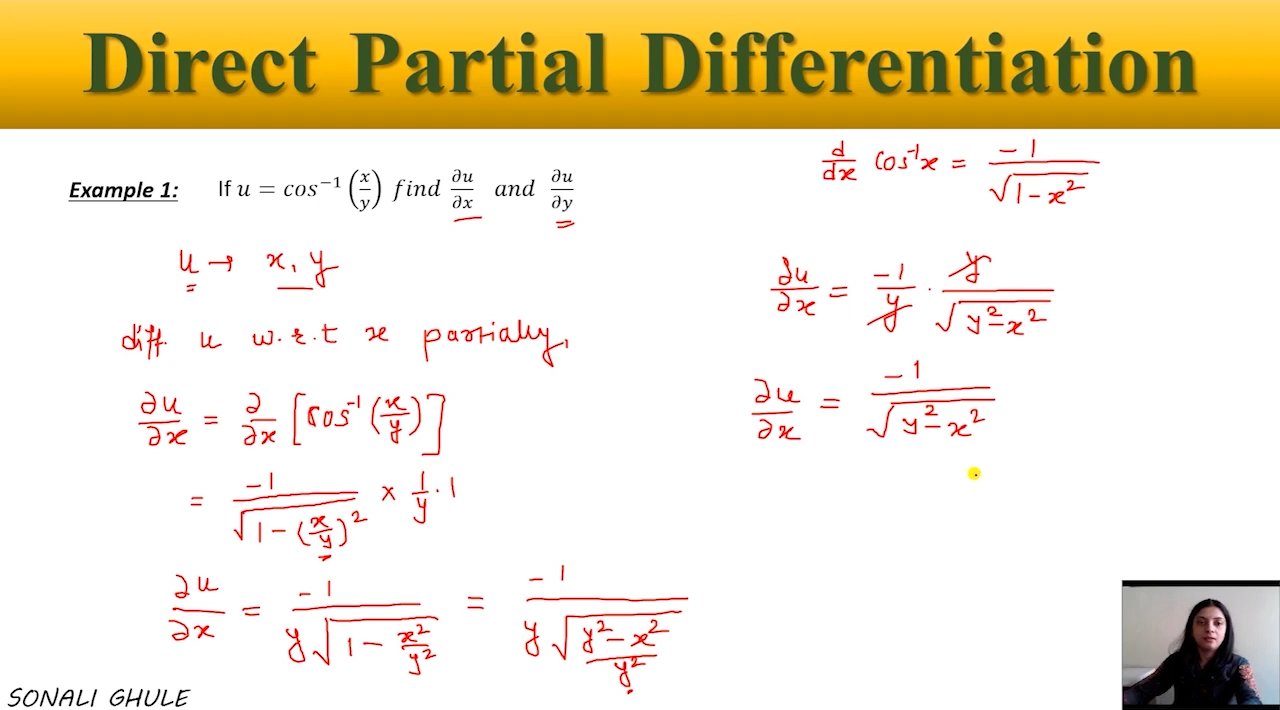 Direct Partial Differentiation
Example 1: If u = cos⁻¹ (x/y) find ∂u/∂x and ∂u/∂y
u → x, y
diff u w.r.t x partially,
∂u/∂x = ∂/∂x [cos⁻¹ (x/y)]
= -1/√(1 - (x/y)²) × 1/y · 1
∂u/∂x = -1/(y√(1 - x²/y²)) = -1/(y√((y² - x²)/y²))
d/dx cos⁻¹x = -1/√(1 - x²)
∂u/∂x = -1/y · y/√(y² - x²)
∂u/∂x = -1/√(y² - x²)
SONALI GHULE